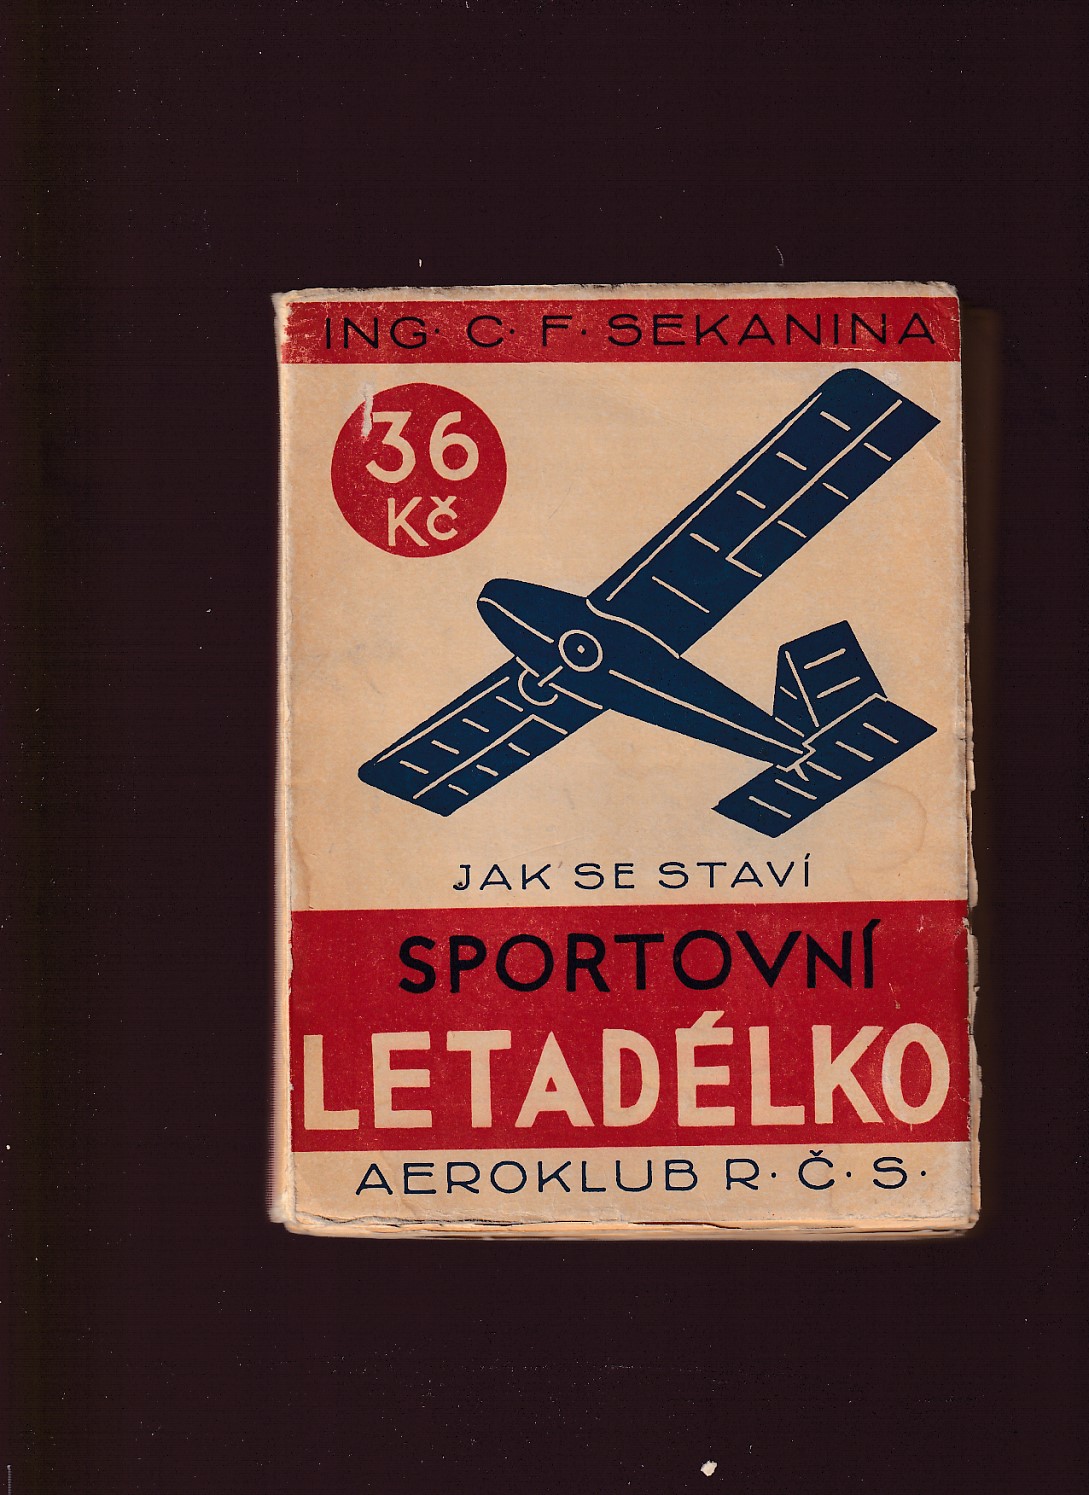 ING· C· F· SEKANINA
36
Kč
JAK SE STAVÍ
SPORTOVNÍ
LETADÉLKO
AEROKLUB R· Č· S·